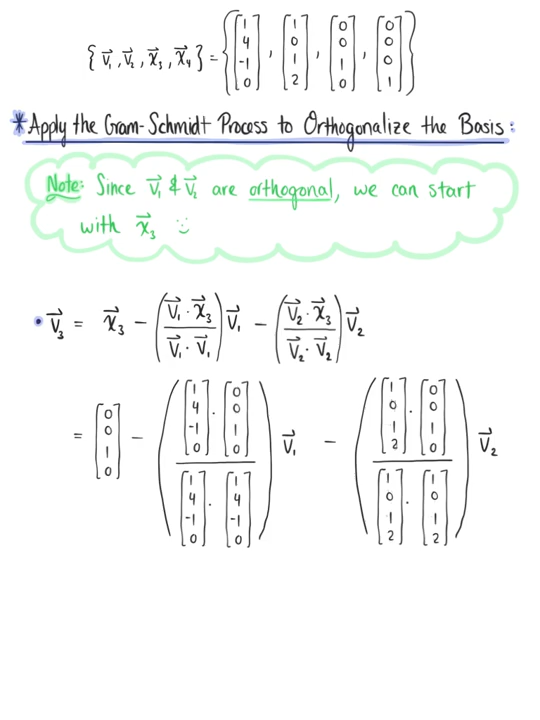 { v⃗₁, v⃗₂, x⃗₃, x⃗₄ } = { [1 4 -1 0], [1 0 1 2], [0 0 1 0], [0 0 0 1] }
*Apply the Gram-Schmidt Process to Orthogonalize the Basis:
Note: Since v⃗₁ & v⃗₂ are orthogonal, we can start
with x⃗₃ :)
• v⃗₃ = x⃗₃ − (v⃗₁ · x⃗₃ / v⃗₁ · v⃗₁) v⃗₁ − (v⃗₂ · x⃗₃ / v⃗₂ · v⃗₂) v⃗₂
= [0 0 1 0] − ([1 4 -1 0] · [0 0 1 0] / [1 4 -1 0] · [1 4 -1 0]) v⃗₁ − ([1 0 1 2] · [0 0 1 0] / [1 0 1 2] · [1 0 1 2]) v⃗₂